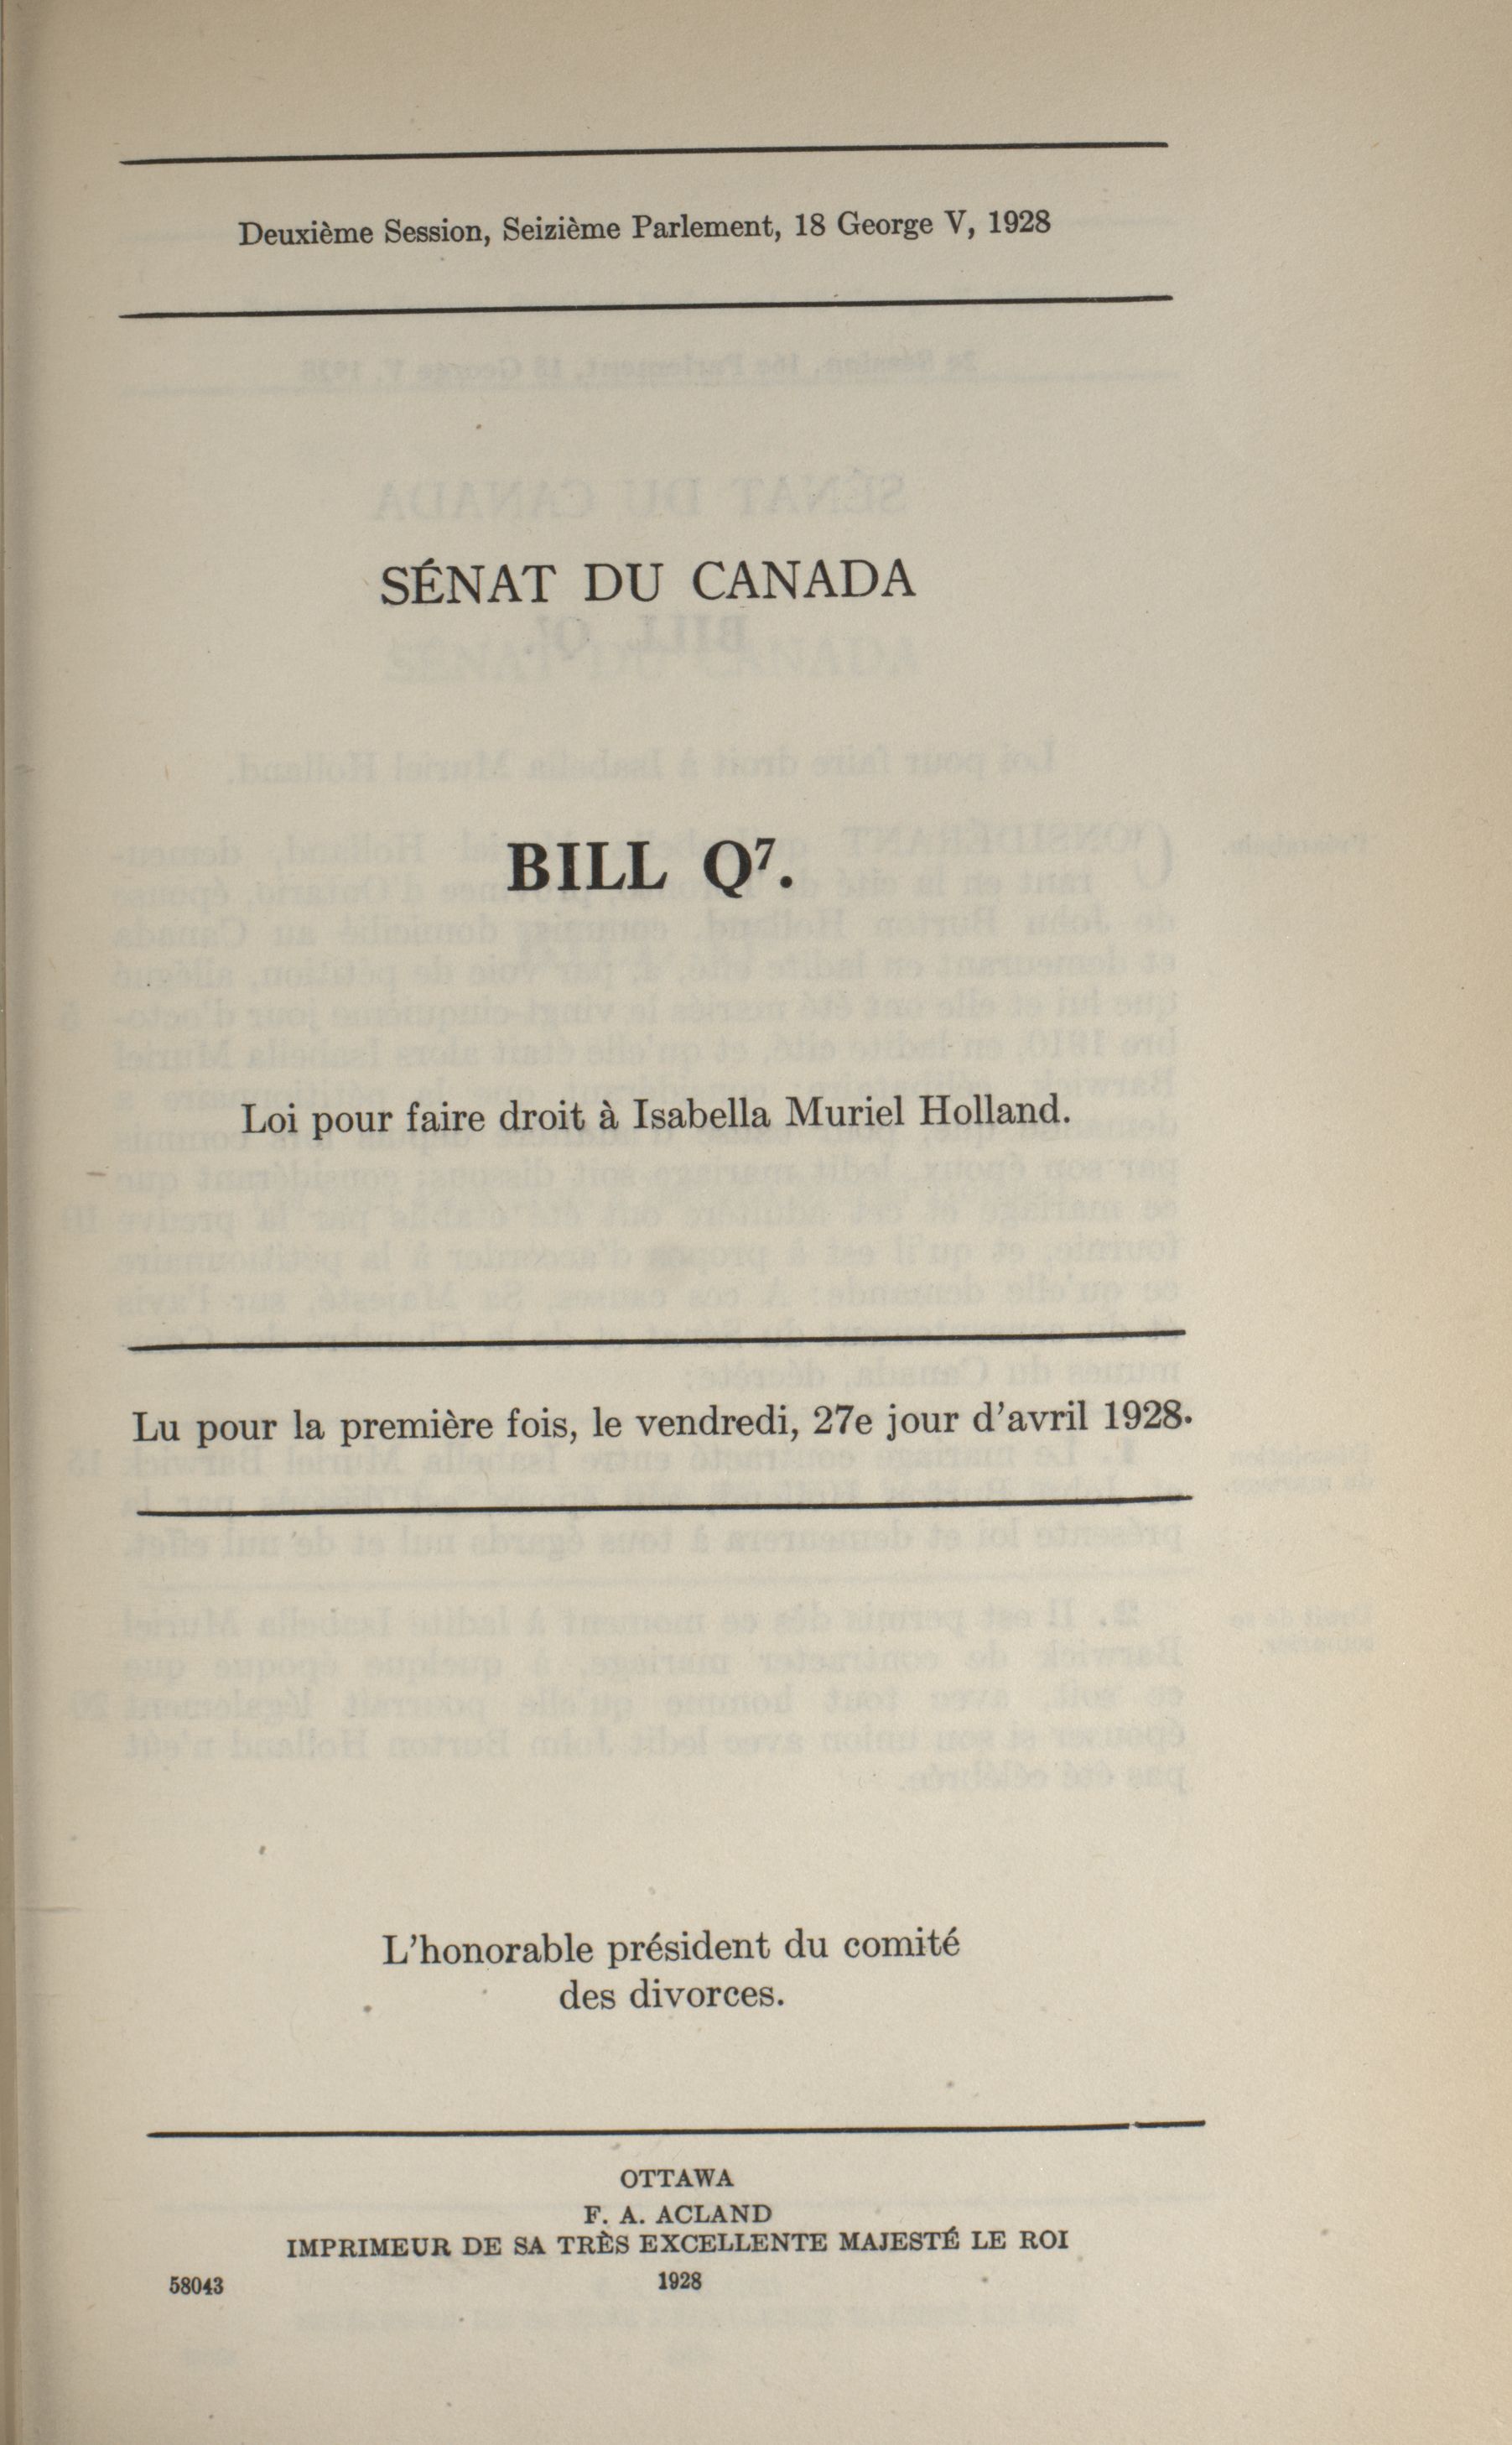 Deuxième Session, Seizième Parlement, 18 George V, 1928
SÉNAT DU CANADA
BILL Q⁷.
Loi pour faire droit à Isabella Muriel Holland.
Lu pour la première fois, le vendredi, 27e jour d'avril 1928.
L'honorable président du comité
des divorces.
OTTAWA
F. A. ACLAND
IMPRIMEUR DE SA TRÈS EXCELLENTE MAJESTÉ LE ROI
58043 1928